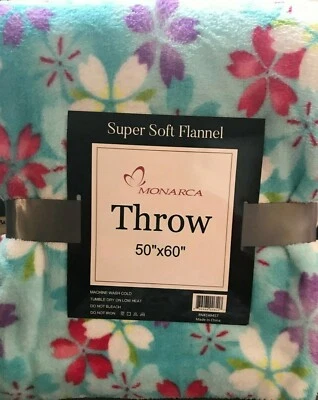 Super Soft Flannel
MONARCA
Throw
50"x60"
MACHINE WASH COLD
TUMBLE DRY ON LOW HEAT
DO NOT BLEACH
DO NOT IRON
Made in China